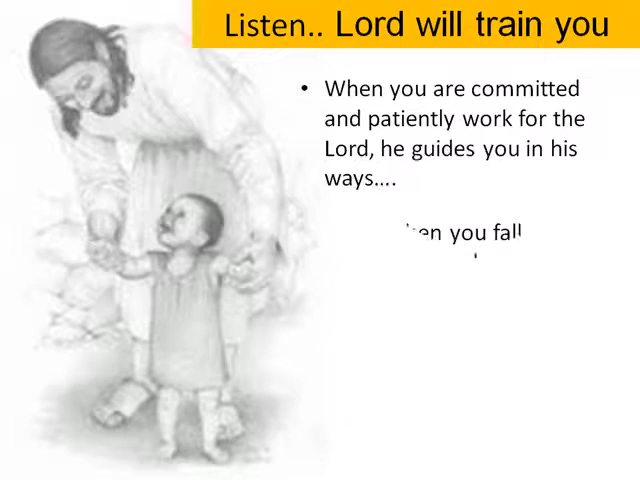 Listen.. Lord will train you
• When you are committed
and patiently work for the
Lord, he guides you in his
ways....
you fall